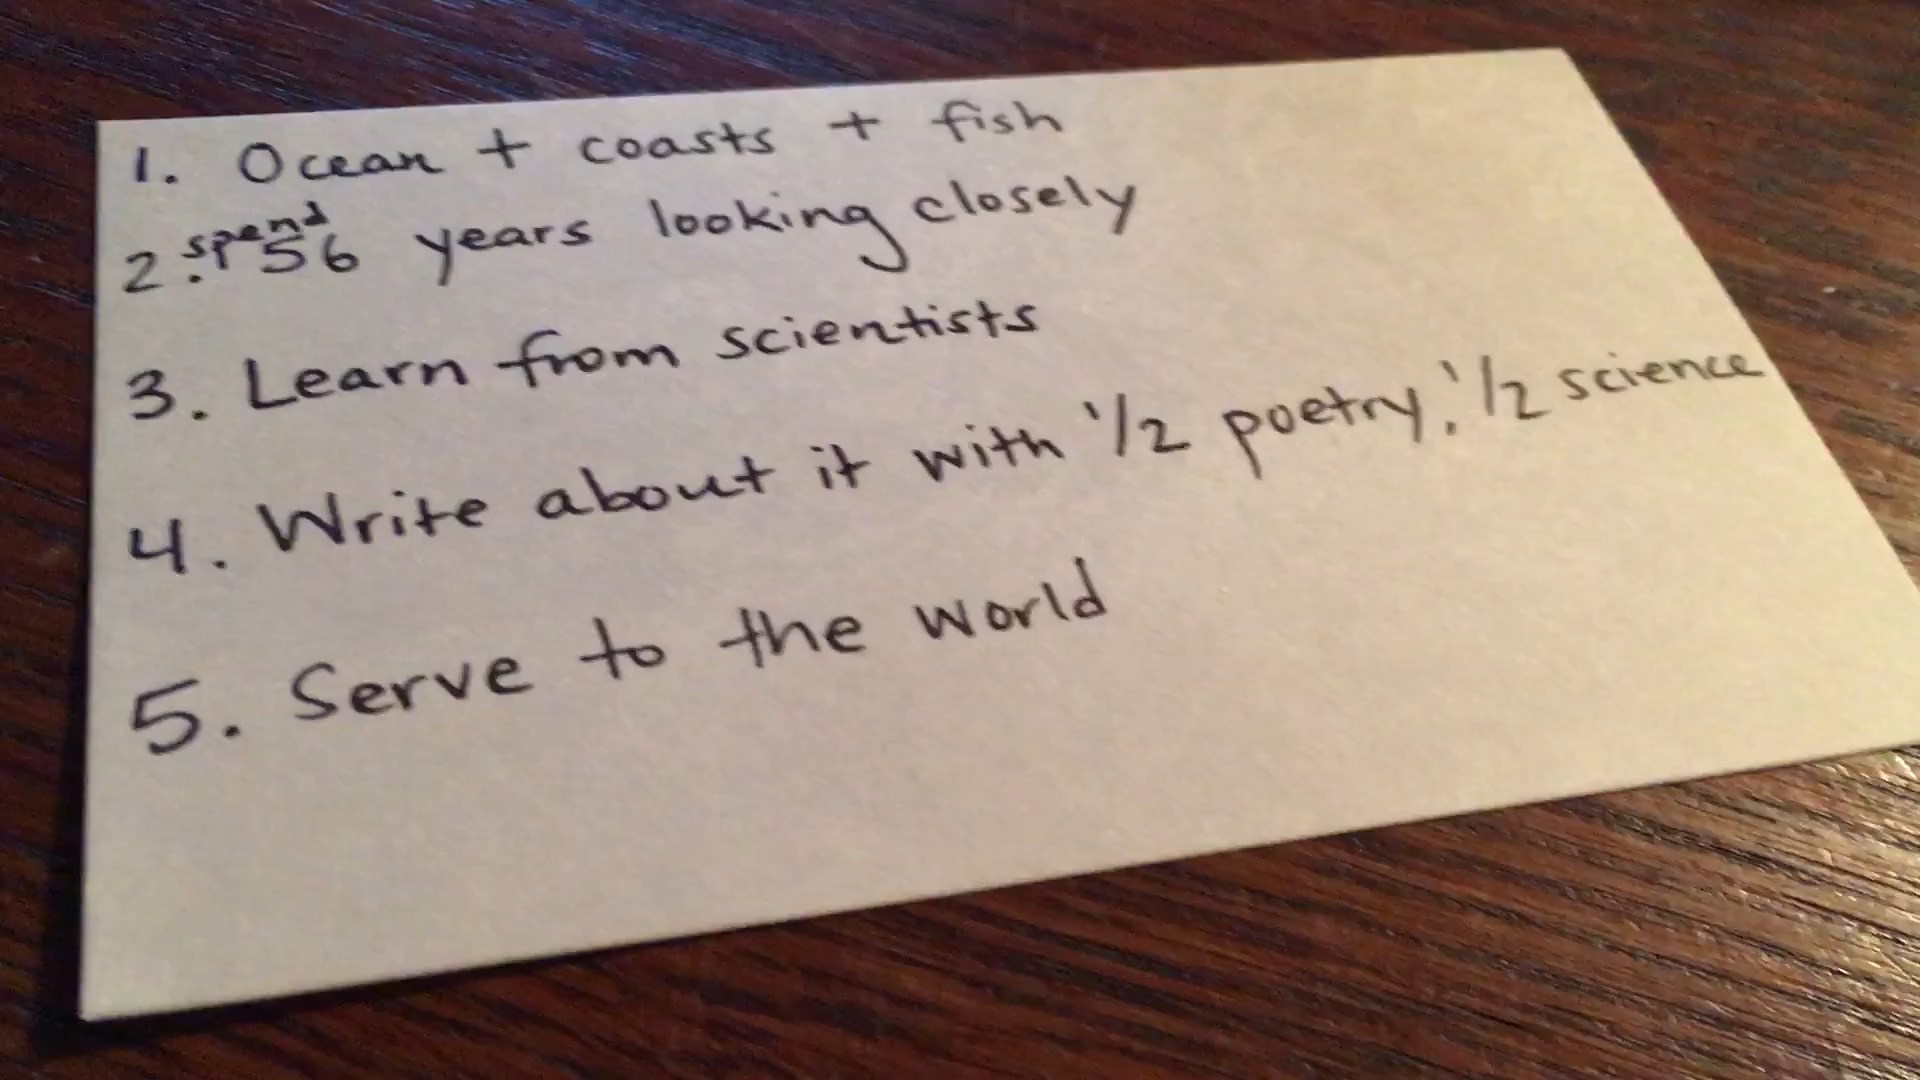 1. Ocean + coasts + fish
2. spend 56 years looking closely
3. Learn from scientists
4. Write about it with 1/2 poetry, 1/2 science
5. Serve to the world